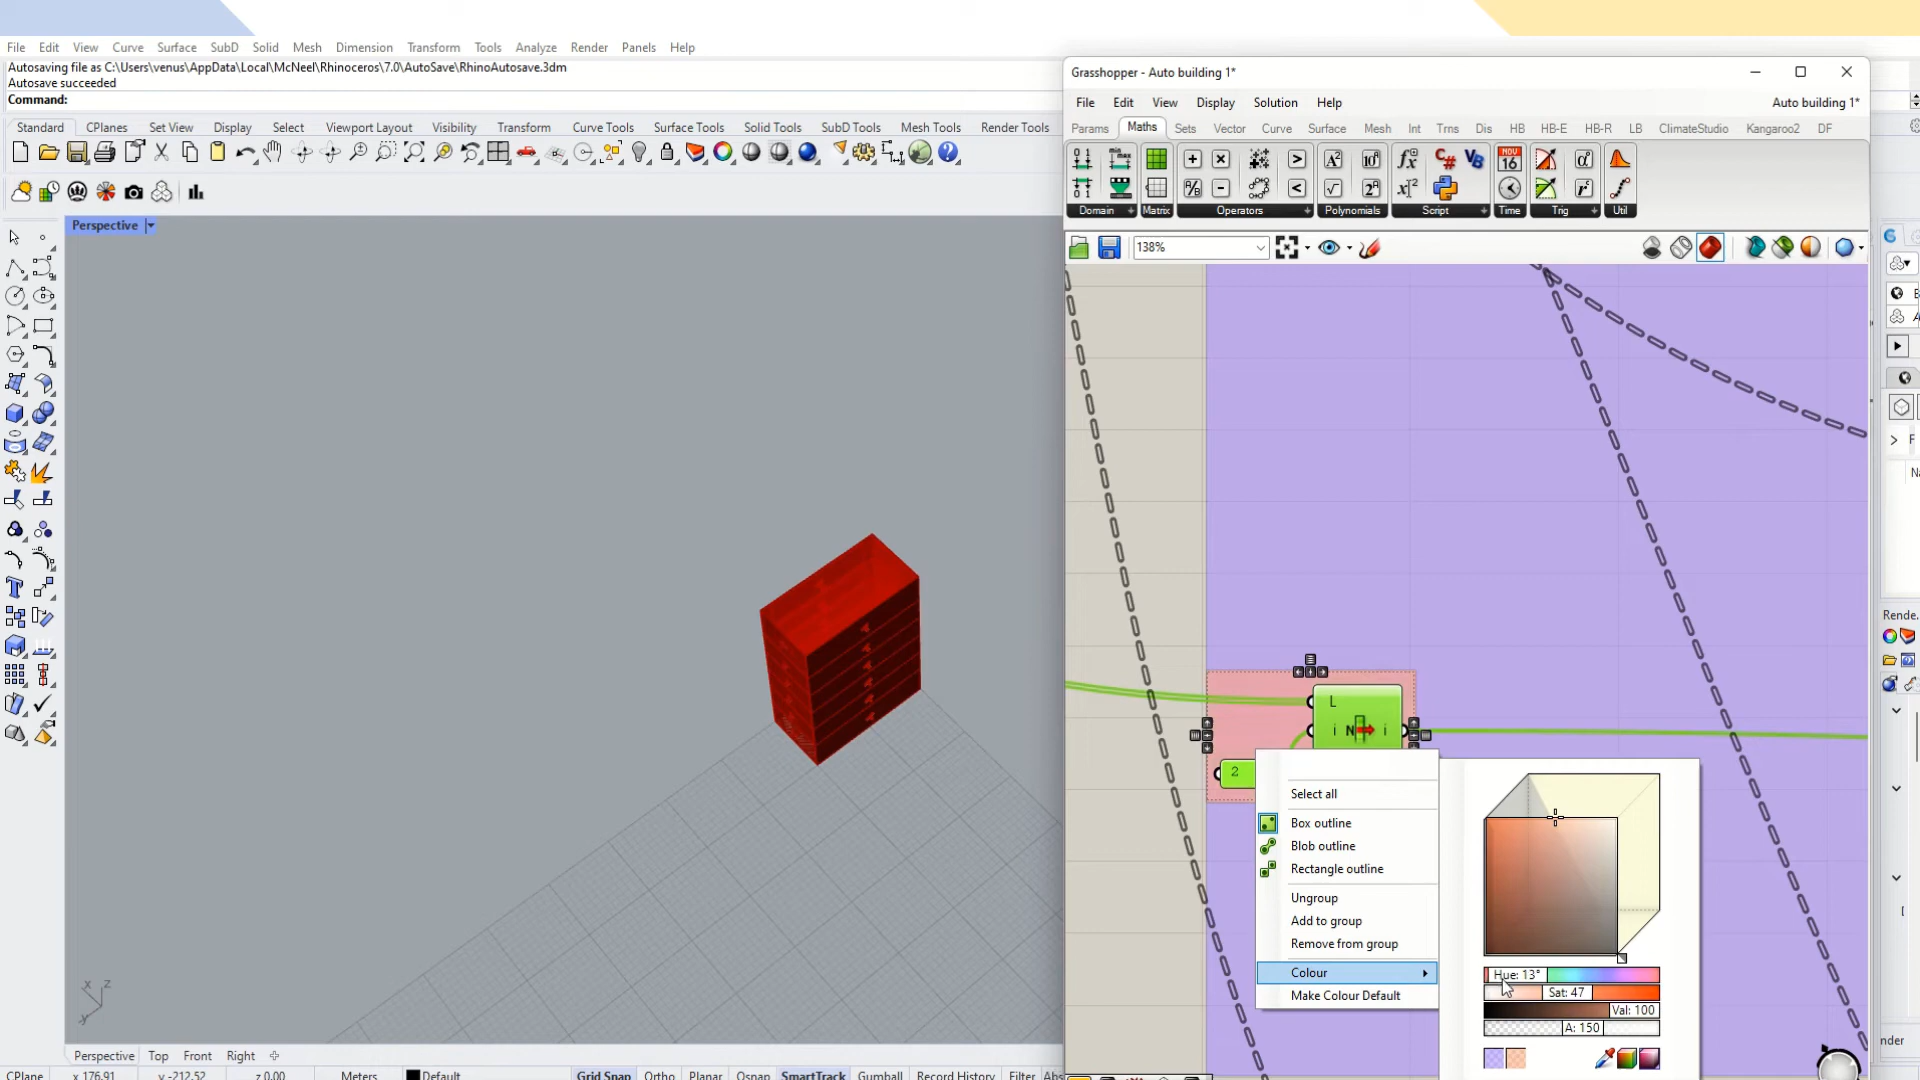 File Edit View Curve Surface SubD Solid Mesh Dimension Transform Tools Analyze Render Panels Help
Autosaving file as C:\Users\venus\AppData\Local\McNeel\Rhinoceros\7.0\AutoSave\RhinoAutosave.3dm
Autosave succeeded
Command:
Standard CPlanes Set View Display Select Viewport Layout Visibility Transform Curve Tools Surface Tools Solid Tools SubD Tools Mesh Tools Render Tools
Perspective
x z
y
Perspective Top Front Right
CPlane x 176.91 y -212.52 z 0.00 Meters Default Grid Snap Ortho Planar Osnap SmartTrack Gumball Record History Filter Abs
Grasshopper - Auto building 1*
File Edit View Display Solution Help Auto building 1*
Params Maths Sets Vector Curve Surface Mesh Int Trns Dis HB HB-E HB-R LB ClimateStudio Kangaroo2 DF
Domain Matrix Operators Polynomials Script Time Trig Util
138%
L
i N i
2
Select all
Box outline
Blob outline
Rectangle outline
Ungroup
Add to group
Remove from group
Colour
Make Colour Default
Hue: 13°
Sat: 47
Val: 100
A: 150
Rende.